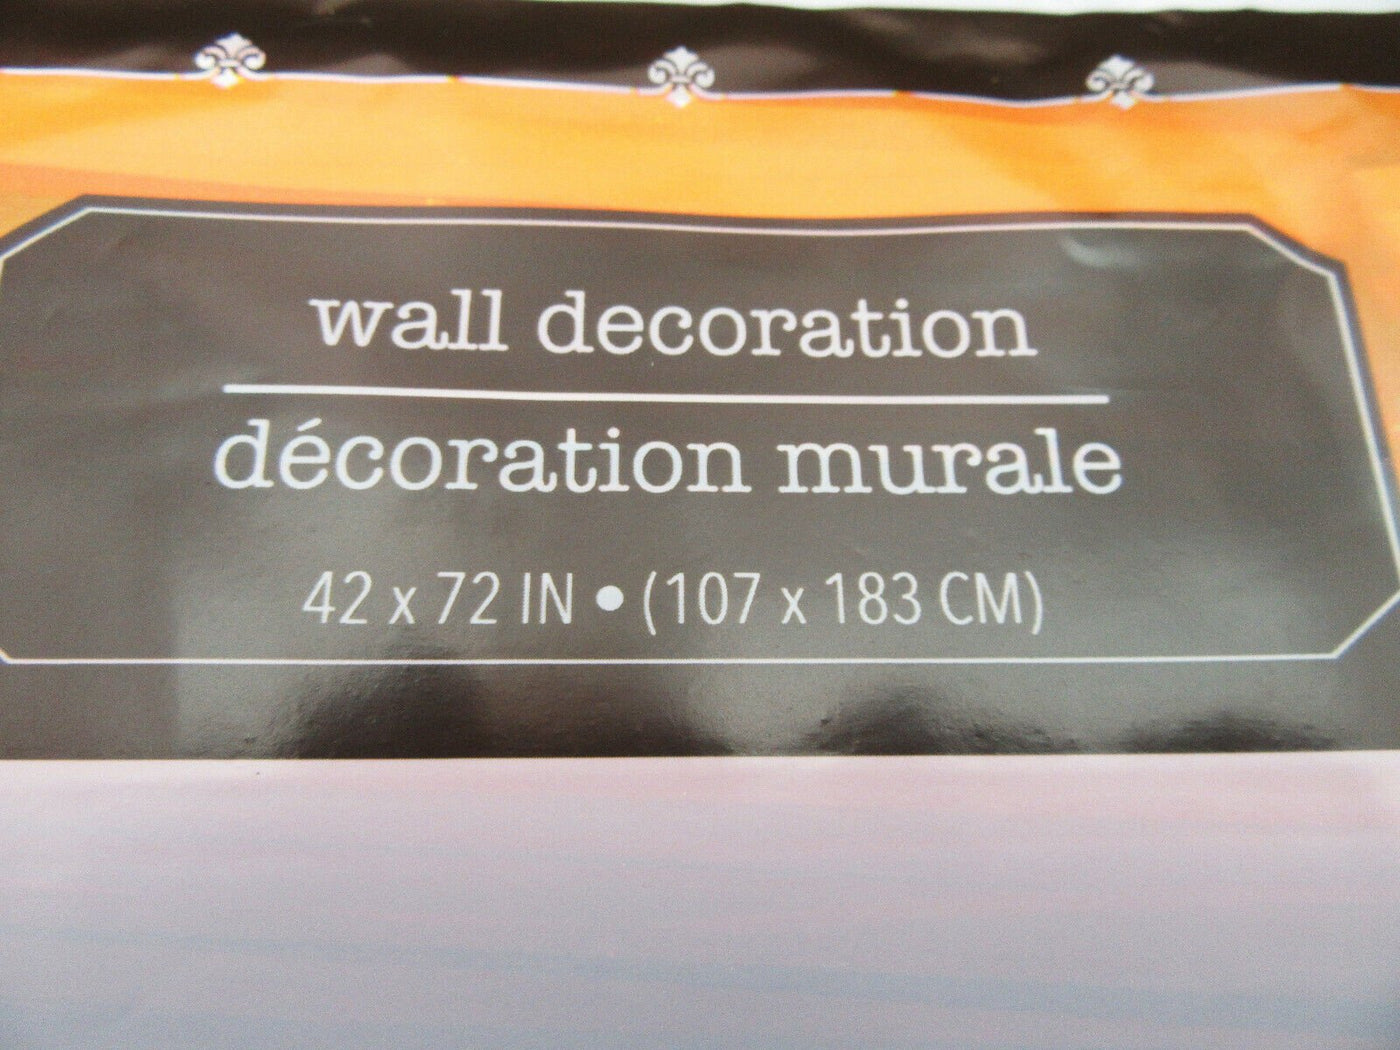 wall decoration
décoration murale
42 x 72 IN • (107 x 183 CM)